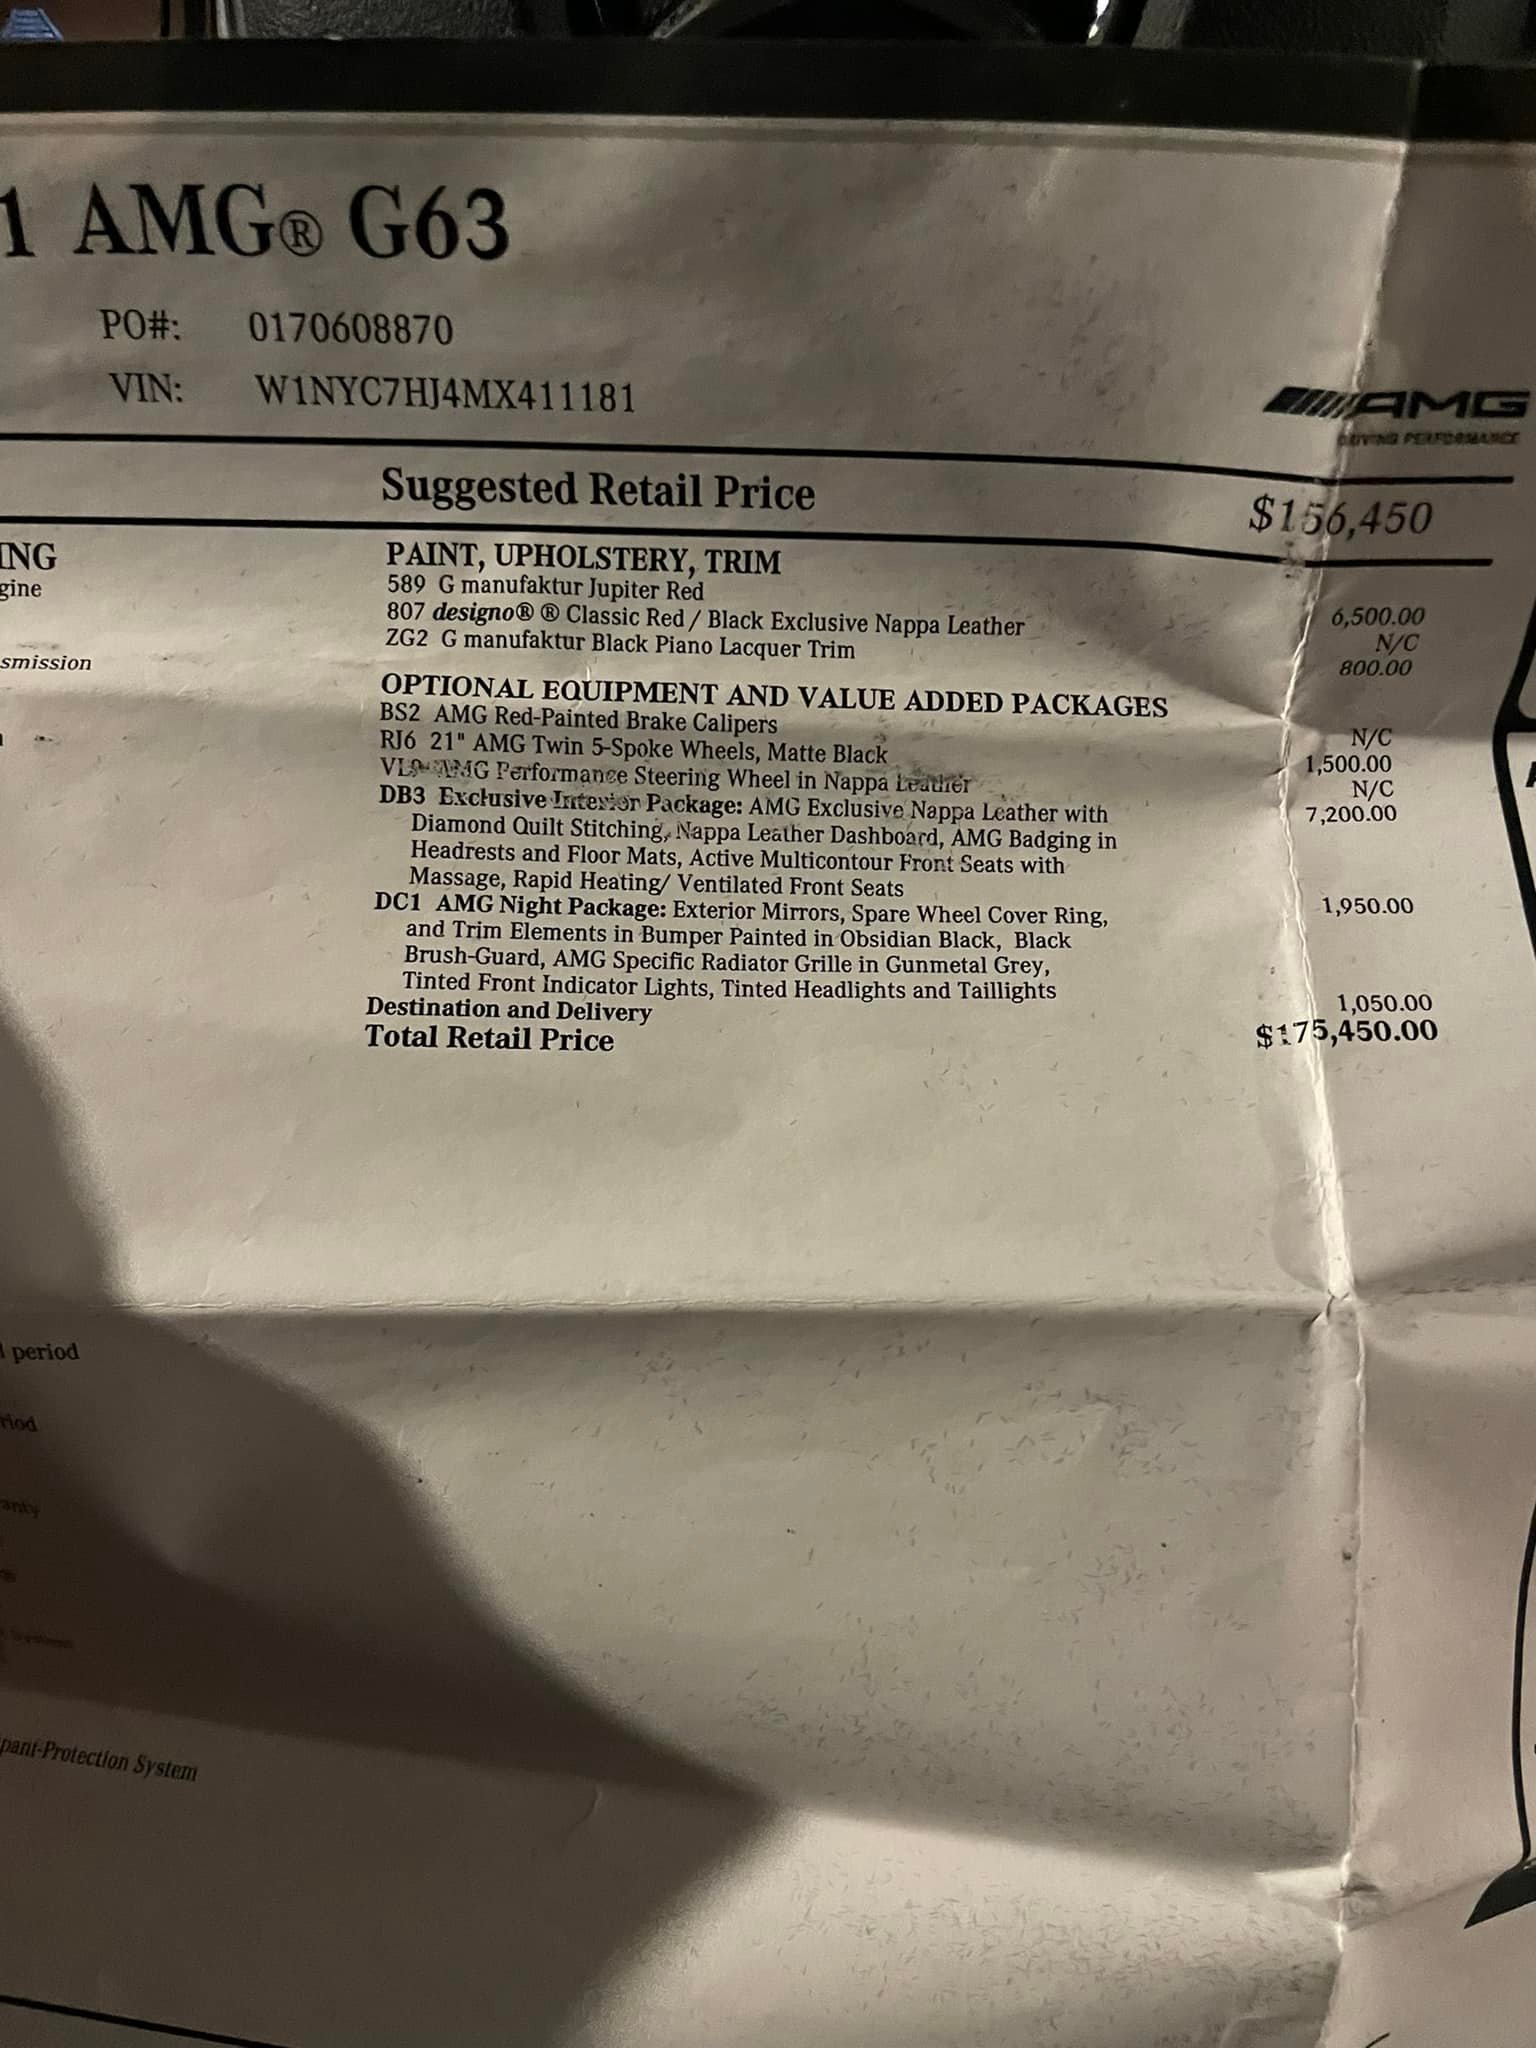 1 AMG® G63
PO#: 0170608870
VIN: W1NYC7HJ4MX411181
AMG
DRIVING PERFORMANCE
Suggested Retail Price $156,450
ING
gine
smission
PAINT, UPHOLSTERY, TRIM
589 G manufaktur Jupiter Red 6,500.00
807 designo® ® Classic Red / Black Exclusive Nappa Leather N/C
ZG2 G manufaktur Black Piano Lacquer Trim 800.00
OPTIONAL EQUIPMENT AND VALUE ADDED PACKAGES
BS2 AMG Red-Painted Brake Calipers N/C
RJ6 21" AMG Twin 5-Spoke Wheels, Matte Black 1,500.00
AMG Performance Steering Wheel in Nappa Leather N/C
DB3 Exclusive Interior Package: AMG Exclusive Nappa Leather with 7,200.00
Diamond Quilt Stitching, Nappa Leather Dashboard, AMG Badging in
Headrests and Floor Mats, Active Multicontour Front Seats with
Massage, Rapid Heating/ Ventilated Front Seats
DC1 AMG Night Package: Exterior Mirrors, Spare Wheel Cover Ring, 1,950.00
and Trim Elements in Bumper Painted in Obsidian Black, Black
Brush-Guard, AMG Specific Radiator Grille in Gunmetal Grey,
Tinted Front Indicator Lights, Tinted Headlights and Taillights
Destination and Delivery 1,050.00
Total Retail Price $175,450.00
period
riod
anty
pant-Protection System